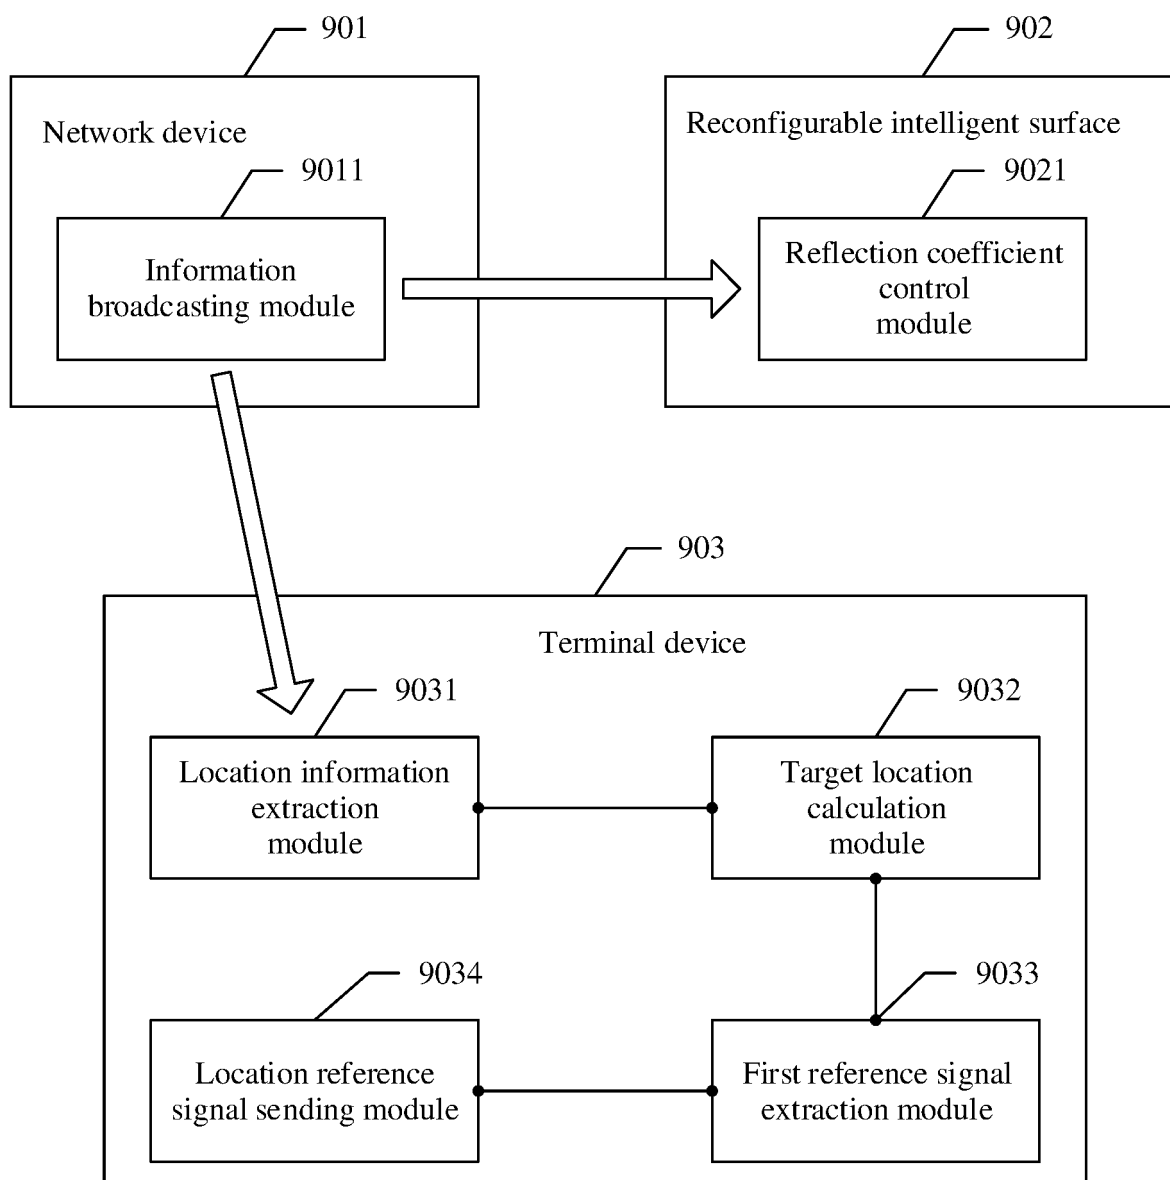 901
902
Network device
Reconfigurable intelligent surface
9011
9021
Information
broadcasting module
Reflection coefficient
control
module
903
Terminal device
9031
9032
Location information
extraction
module
Target location
calculation
module
9034
9033
Location reference
signal sending module
First reference signal
extraction module